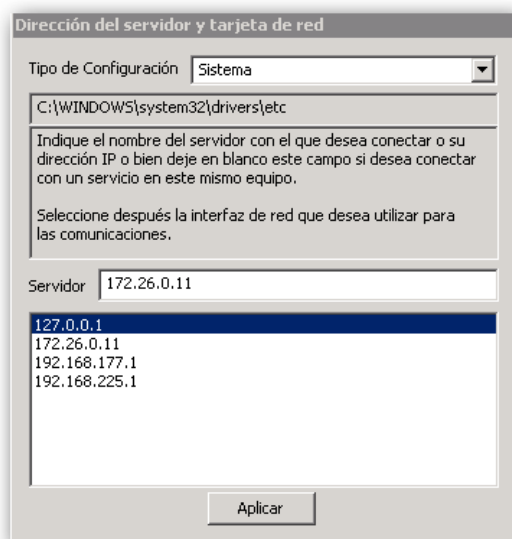 Dirección del servidor y tarjeta de red
Tipo de Configuración Sistema
C:\WINDOWS\system32\drivers\etc
Indique el nombre del servidor con el que desea conectar o su
dirección IP o bien deje en blanco este campo si desea conectar
con un servicio en este mismo equipo.
Seleccione después la interfaz de red que desea utilizar para
las comunicaciones.
Servidor 172.26.0.11
127.0.0.1
172.26.0.11
192.168.177.1
192.168.225.1
Aplicar